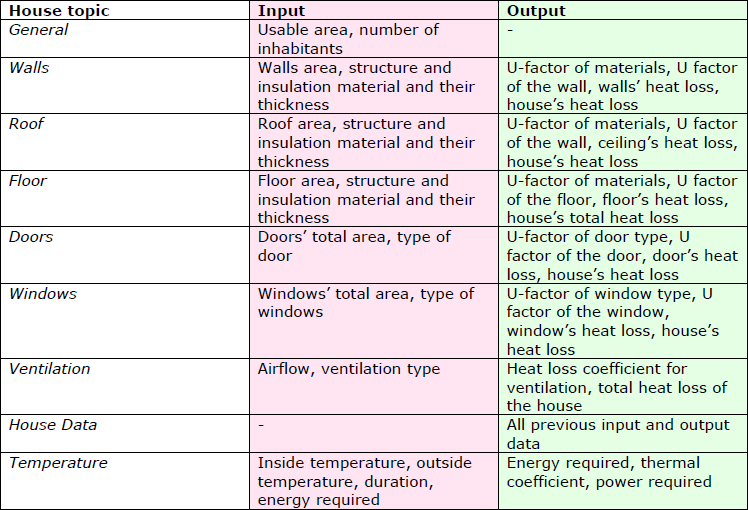 House topic
Input
Output
General
Usable area, number of
inhabitants
-
Walls
Walls area, structure and
insulation material and their
thickness
U-factor of materials, U factor
of the wall, walls’ heat loss,
house’s heat loss
Roof
Roof area, structure and
insulation material and their
thickness
U-factor of materials, U factor
of the wall, ceiling’s heat loss,
house’s heat loss
Floor
Floor area, structure and
insulation material and their
thickness
U-factor of materials, U factor
of the floor, floor’s heat loss,
house’s total heat loss
Doors
Doors’ total area, type of
door
U-factor of door type, U
factor of the door, door’s heat
loss, house’s heat loss
Windows
Windows’ total area, type of
windows
U-factor of window type, U
factor of the window,
window’s heat loss, house’s
heat loss
Ventilation
Airflow, ventilation type
Heat loss coefficient for
ventilation, total heat loss of
the house
House Data
-
All previous input and output
data
Temperature
Inside temperature, outside
temperature, duration,
energy required
Energy required, thermal
coefficient, power required